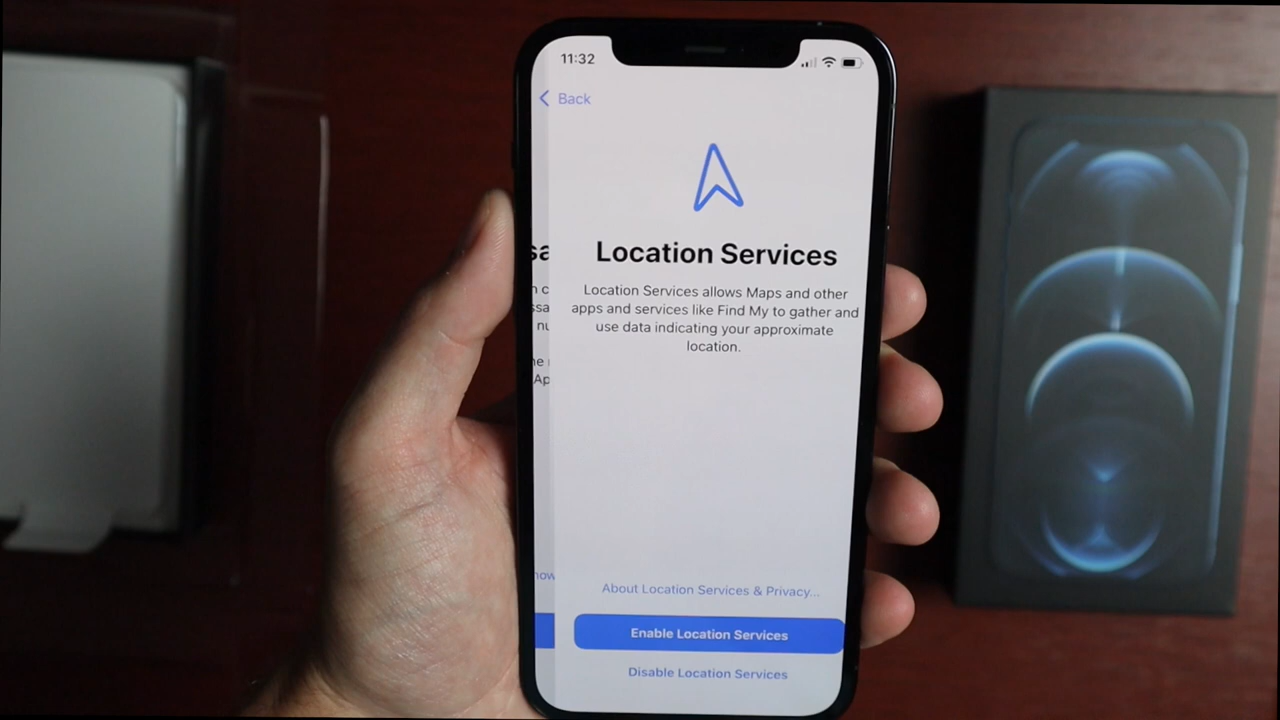 11:32
Back
Location Services
Location Services allows Maps and other
apps and services like Find My to gather and
use data indicating your approximate
location.
About Location Services & Privacy...
Enable Location Services
Disable Location Services